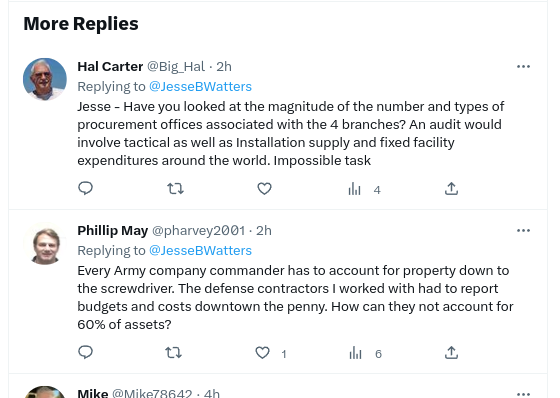 More Replies
Hal Carter @Big_Hal · 2h
Replying to @JesseBWatters
Jesse - Have you looked at the magnitude of the number and types of
procurement offices associated with the 4 branches? An audit would
involve tactical as well as Installation supply and fixed facility
expenditures around the world. Impossible task
4
Phillip May @pharvey2001 · 2h
Replying to @JesseBWatters
Every Army company commander has to account for property down to
the screwdriver. The defense contractors I worked with had to report
budgets and costs downtown the penny. How can they not account for
60% of assets?
1 6
Mike @Mike78642 · 4h